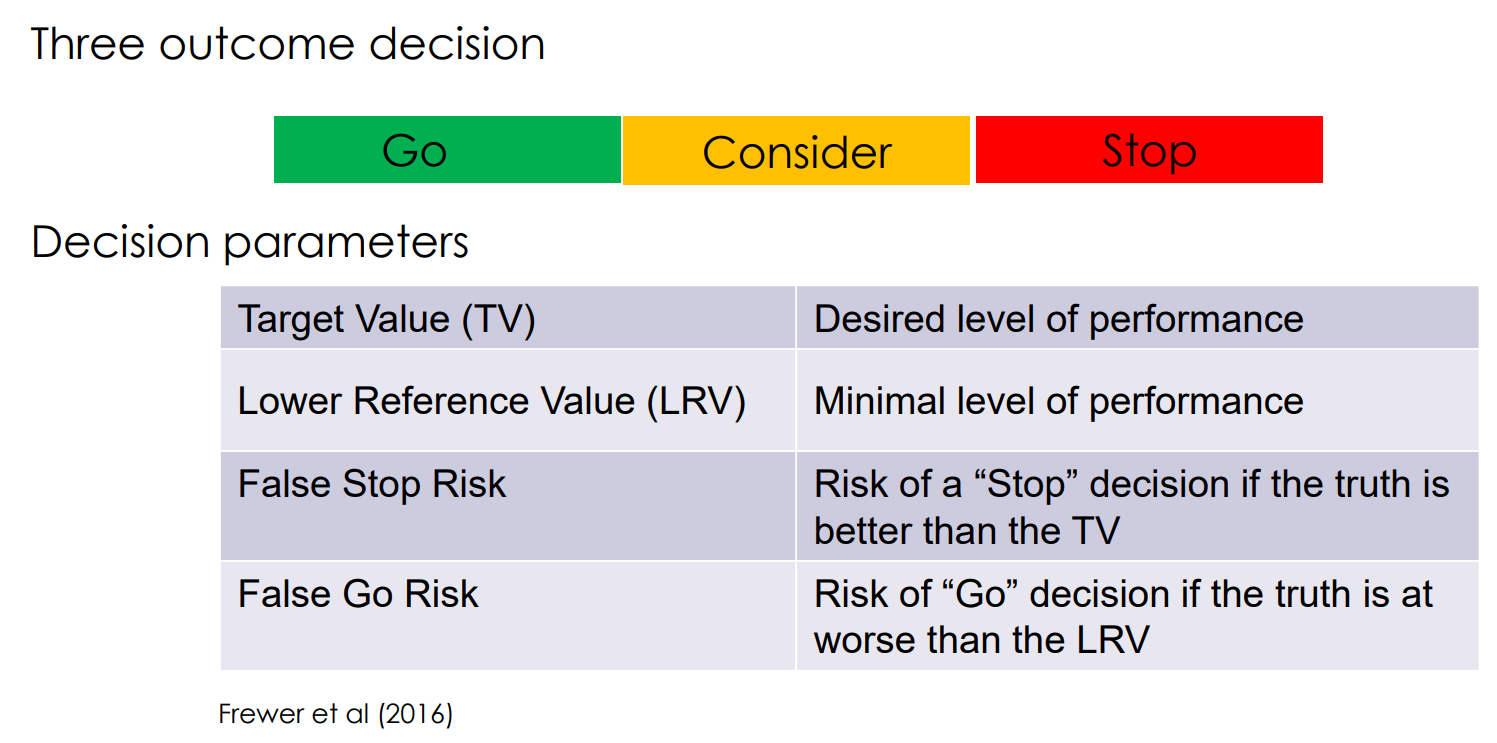 Three outcome decision
Go
Consider
Stop
Decision parameters
Target Value (TV)
Desired level of performance
Lower Reference Value (LRV)
Minimal level of performance
False Stop Risk
Risk of a “Stop” decision if the truth is
better than the TV
False Go Risk
Risk of “Go” decision if the truth is at
worse than the LRV
Frewer et al (2016)